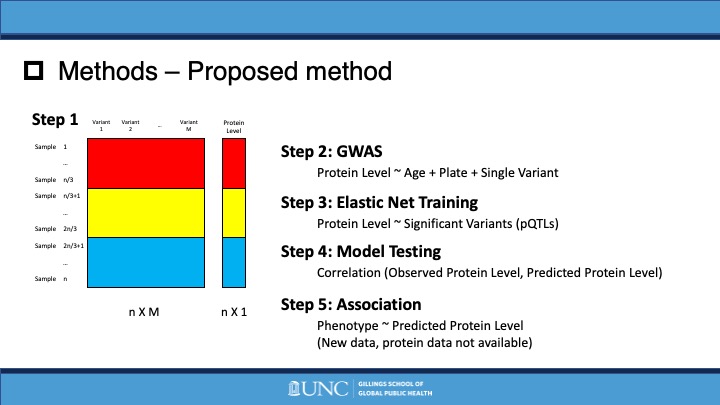 Methods – Proposed method
Step 1
Variant 1
Variant 2
...
Variant M
Protein Level
Sample 1
...
Sample n/3
Sample n/3+1
...
Sample 2n/3
Sample 2n/3+1
...
Sample n
n X M
n X 1
Step 2: GWAS
Protein Level ~ Age + Plate + Single Variant
Step 3: Elastic Net Training
Protein Level ~ Significant Variants (pQTLs)
Step 4: Model Testing
Correlation (Observed Protein Level, Predicted Protein Level)
Step 5: Association
Phenotype ~ Predicted Protein Level
(New data, protein data not available)
UNC
GILLINGS SCHOOL OF
GLOBAL PUBLIC HEALTH